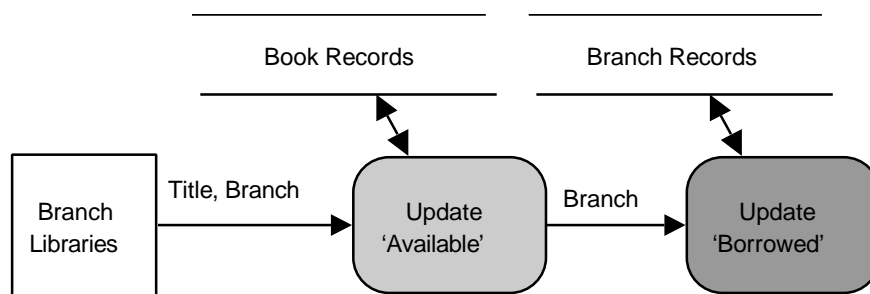 Book Records
Branch Records
Title, Branch
Branch
Libraries
Update
‘Available’
Branch
Update
‘Borrowed’